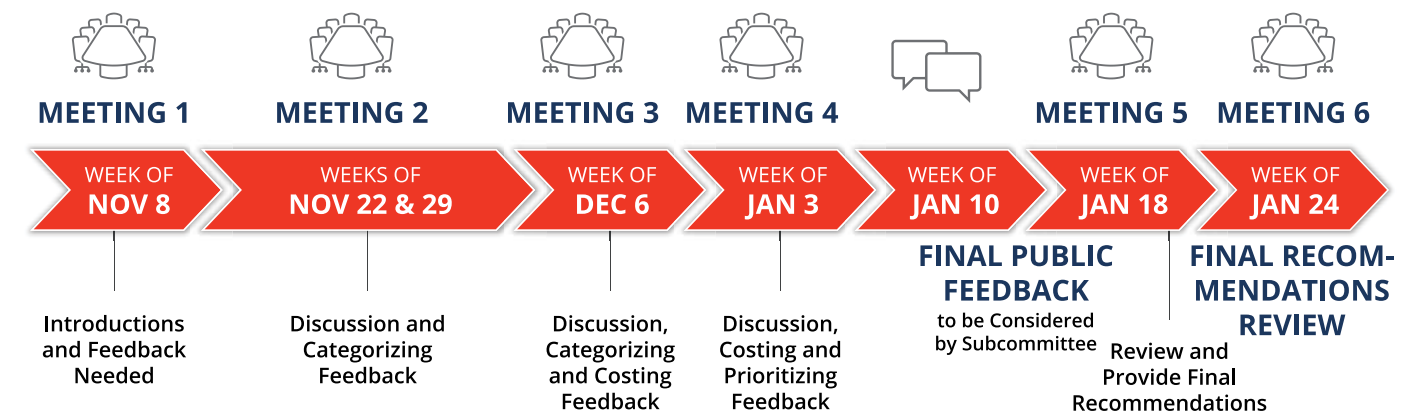 MEETING 1
MEETING 2
MEETING 3
MEETING 4
MEETING 5
MEETING 6
WEEK OF
NOV 8
WEEKS OF
NOV 22 & 29
WEEK OF
DEC 6
WEEK OF
JAN 3
WEEK OF
JAN 10
WEEK OF
JAN 18
WEEK OF
JAN 24
Introductions
and Feedback
Needed
Discussion and
Categorizing
Feedback
Discussion,
Categorizing
and Costing
Feedback
Discussion,
Costing and
Prioritizing
Feedback
FINAL PUBLIC
FEEDBACK
to be Considered
by Subcommittee
Review and
Provide Final
Recommendations
FINAL RECOM-
MENDATIONS
REVIEW